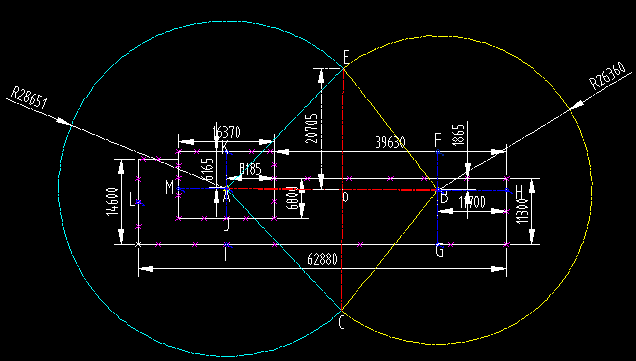 E
R28651
R26360
16370
20705
39630
F
1865
K
6165
8185
14600
6800
M
A
o
B
11700
H
11300
L
J
I
G
62880
C